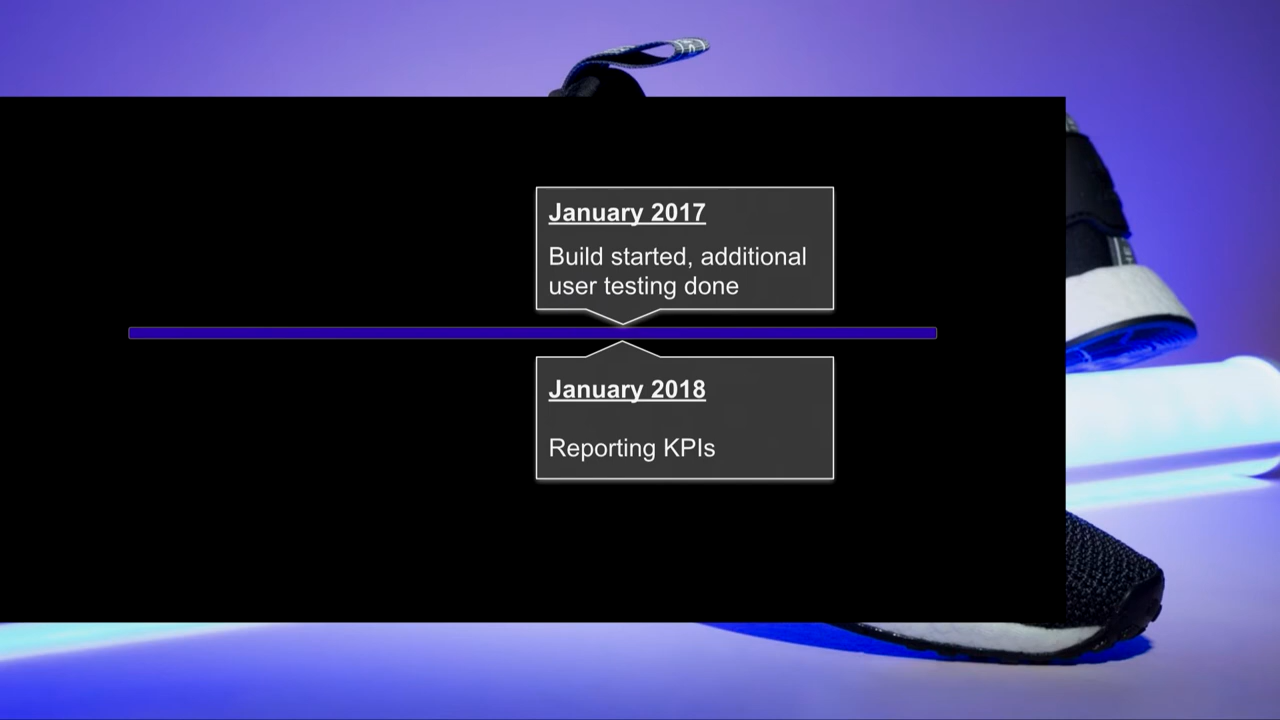 January 2017
Build started, additional
user testing done
January 2018
Reporting KPIs